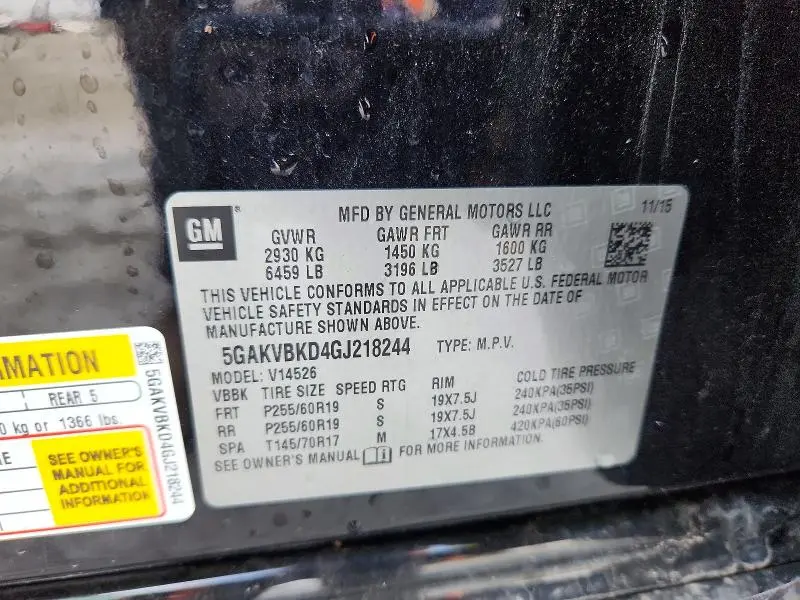 GM
MFD BY GENERAL MOTORS LLC 11/15
GVWR GAWR FRT GAWR RR
2930 KG 1450 KG 1600 KG
6459 LB 3196 LB 3527 LB
THIS VEHICLE CONFORMS TO ALL APPLICABLE U.S. FEDERAL MOTOR
VEHICLE SAFETY STANDARDS IN EFFECT ON THE DATE OF
MANUFACTURE SHOWN ABOVE.
5GAKVBKD4GJ218244 TYPE: M.P.V.
MODEL: V14526
VBBK TIRE SIZE SPEED RTG RIM COLD TIRE PRESSURE
FRT P255/60R19 S 19X7.5J 240KPA(35PSI)
RR P255/60R19 S 19X7.5J 240KPA(35PSI)
SPA T145/70R17 M 17X4.5B 420KPA(60PSI)
SEE OWNER'S MANUAL FOR MORE INFORMATION.
MATION
REAR 5
0 kg or 1366 lbs.
RE
SEE OWNER'S
MANUAL FOR
ADDITIONAL
INFORMATION
5GAKVBKD4GJ218244